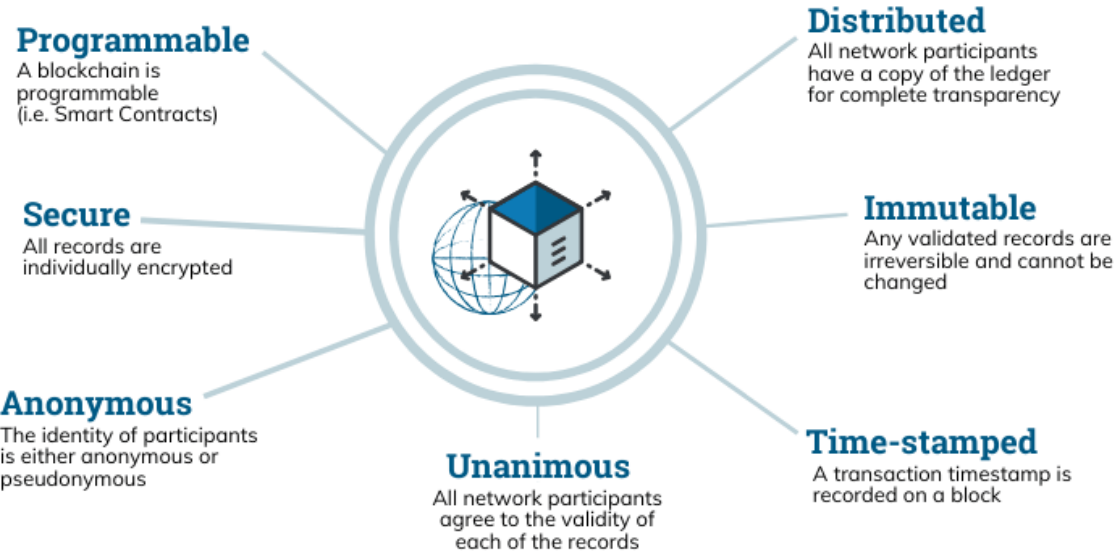 Programmable
A blockchain is
programmable
(i.e. Smart Contracts)
Distributed
All network participants
have a copy of the ledger
for complete transparency
Secure
All records are
individually encrypted
Immutable
Any validated records are
irreversible and cannot be
changed
Anonymous
The identity of participants
is either anonymous or
pseudonymous
Unanimous
All network participants
agree to the validity of
each of the records
Time-stamped
A transaction timestamp is
recorded on a block